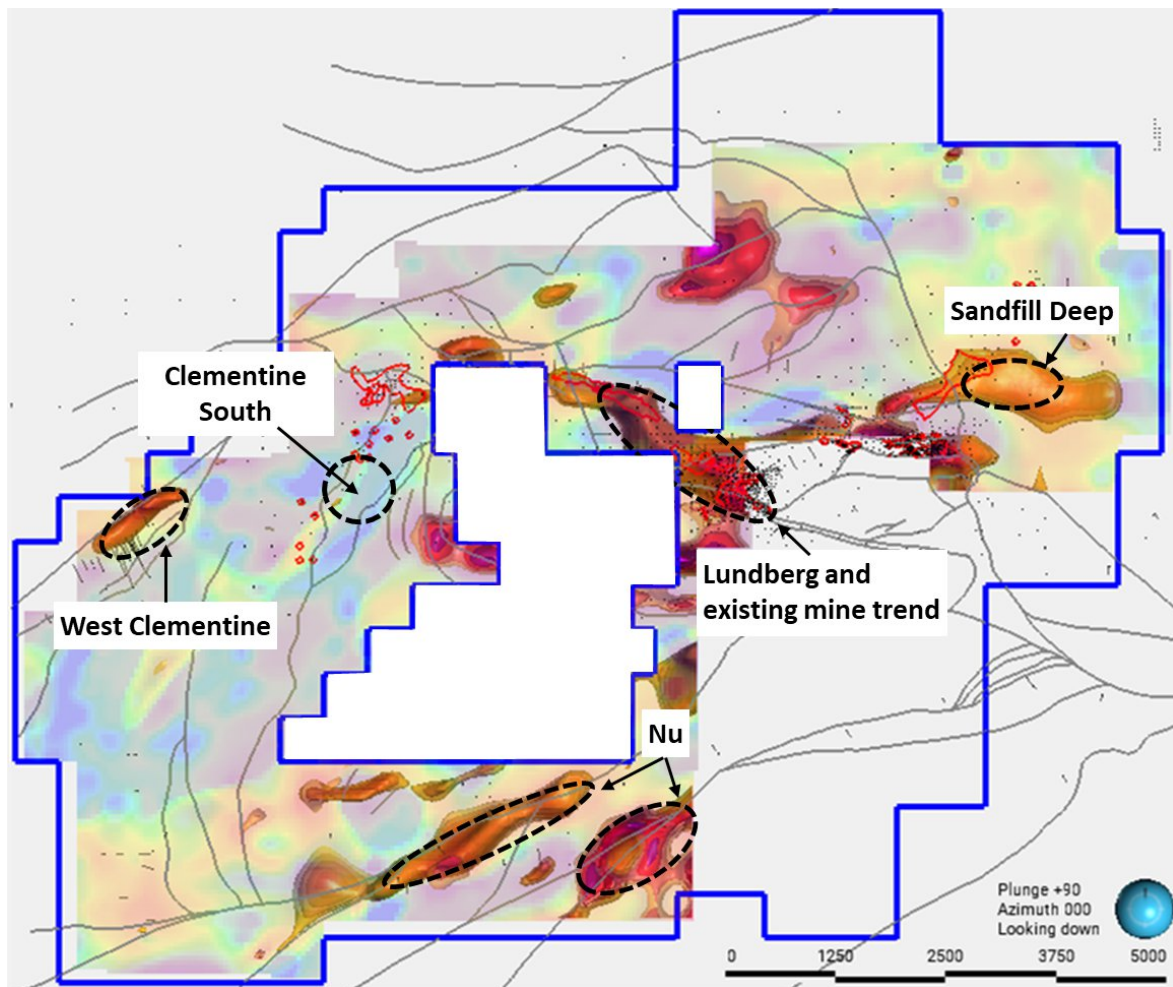 Sandfill Deep
Clementine
South
West Clementine
Lundberg and
existing mine trend
Nu
Plunge +90
Azimuth 000
Looking down
0 1250 2500 3750 5000